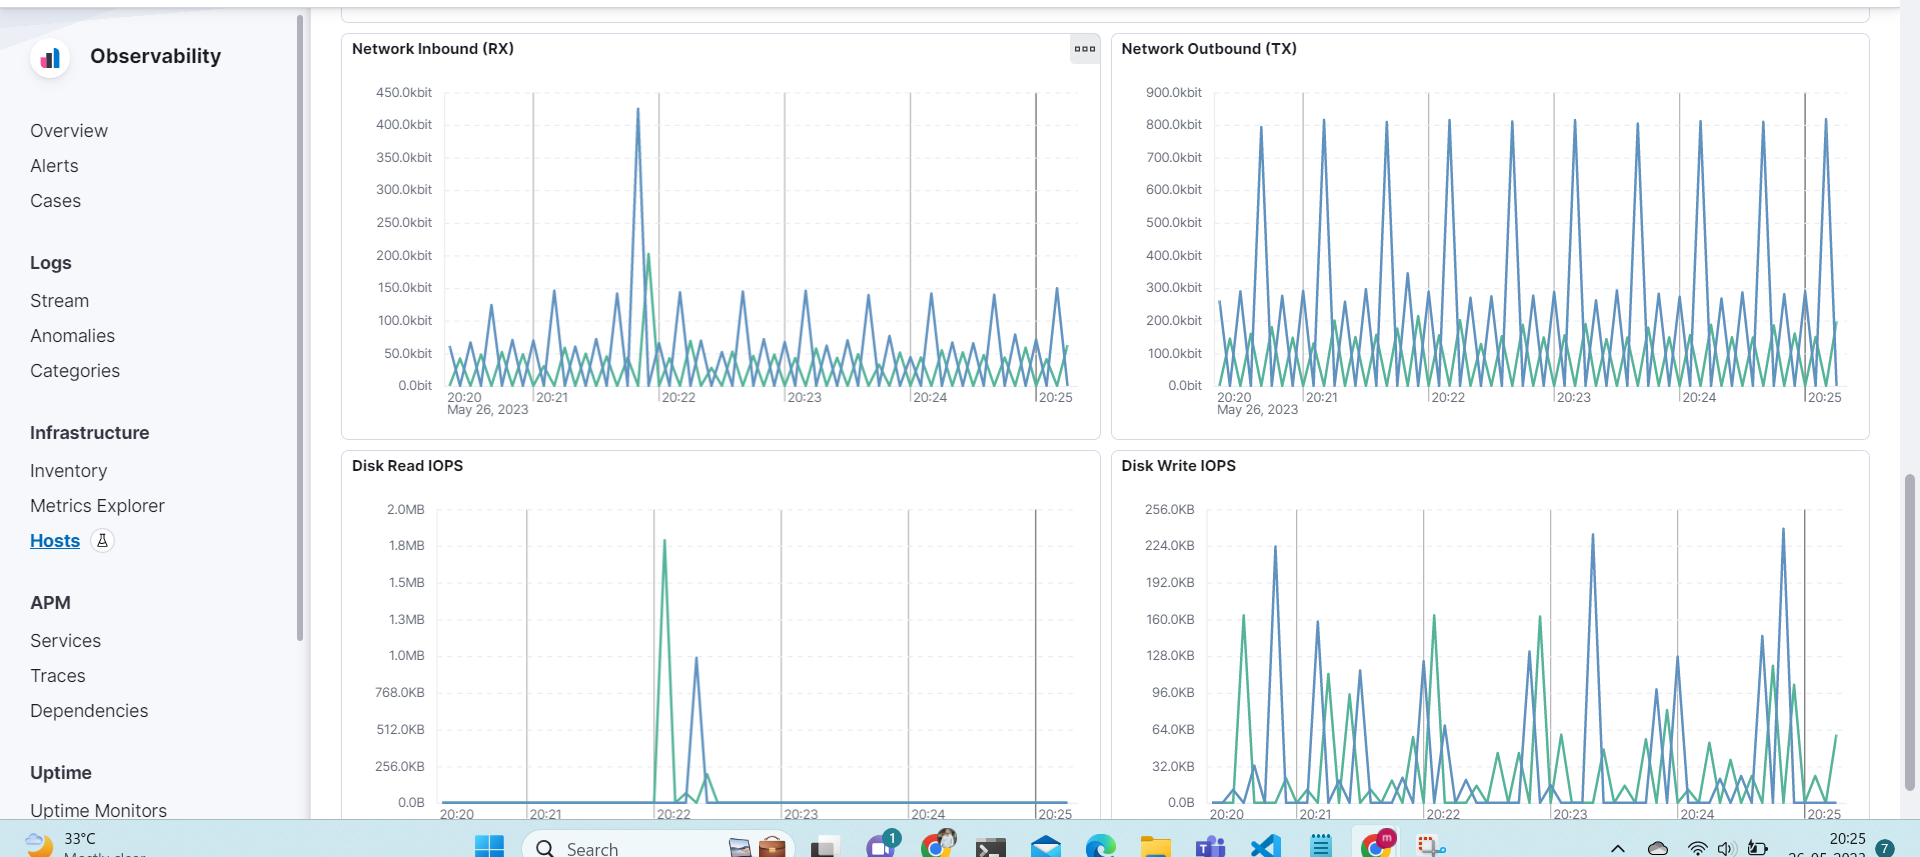 Observability
Overview
Alerts
Cases
Logs
Stream
Anomalies
Categories
Infrastructure
Inventory
Metrics Explorer
Hosts
APM
Services
Traces
Dependencies
Uptime
Uptime Monitors
Network Inbound (RX)
450.0kbit
400.0kbit
350.0kbit
300.0kbit
250.0kbit
200.0kbit
150.0kbit
100.0kbit
50.0kbit
0.0bit
20:20 20:21 20:22 20:23 20:24 20:25
May 26, 2023
Network Outbound (TX)
900.0kbit
800.0kbit
700.0kbit
600.0kbit
500.0kbit
400.0kbit
300.0kbit
200.0kbit
100.0kbit
0.0bit
20:20 20:21 20:22 20:23 20:24 20:25
May 26, 2023
Disk Read IOPS
2.0MB
1.8MB
1.5MB
1.3MB
1.0MB
768.0KB
512.0KB
256.0KB
0.0B
20:20 20:21 20:22 20:23 20:24 20:25
Disk Write IOPS
256.0KB
224.0KB
192.0KB
160.0KB
128.0KB
96.0KB
64.0KB
32.0KB
0.0B
20:20 20:21 20:22 20:23 20:24 20:25
33°C
Mostly clear
Search
1
m
20:25
26-05-2023
7